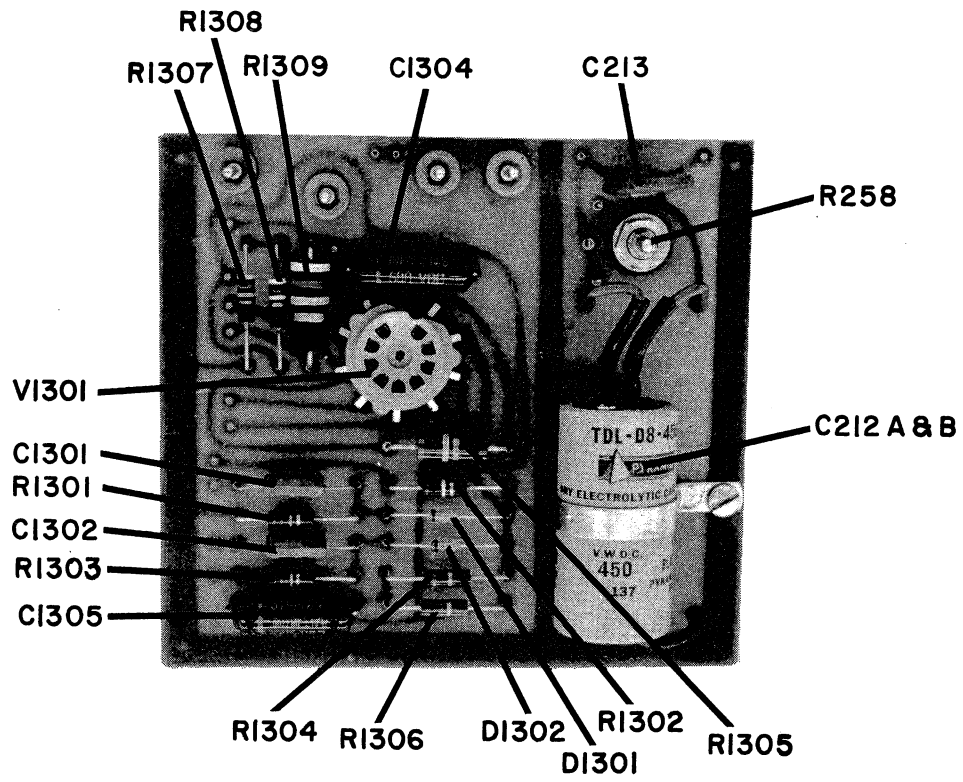 R1308
R1307
R1309
C1304
C213
R258
V1301
TDL-D8-45
C212 A & B
C1301
R1301
C1302
R1303
C1305
ELECTROLYTIC
V.W.D.C.
450
137
R1304
R1306
D1302
D1301
R1302
R1305